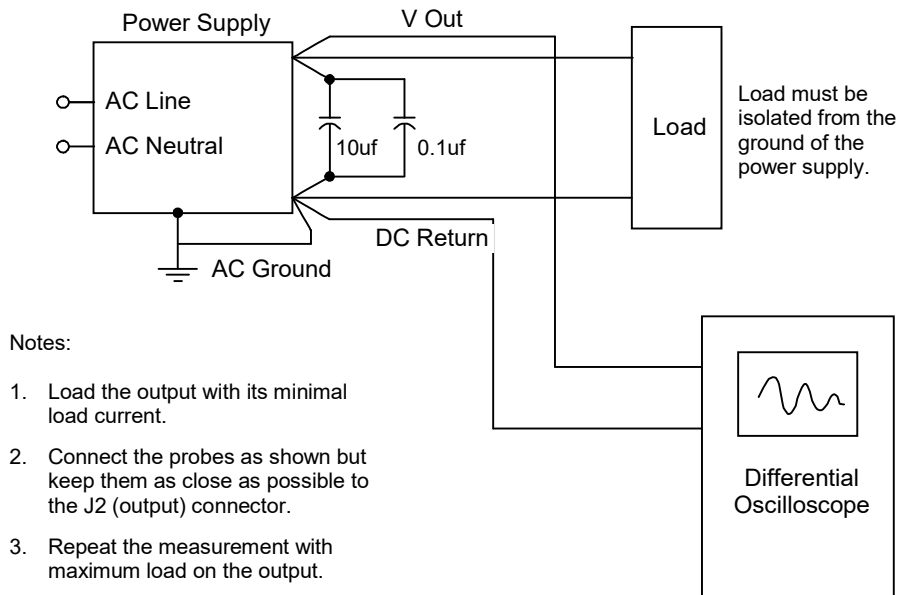 Power Supply
V Out
AC Line
AC Neutral
10uf
0.1uf
Load
Load must be
isolated from the
ground of the
power supply.
DC Return
AC Ground
Notes:
1. Load the output with its minimal
load current.
2. Connect the probes as shown but
keep them as close as possible to
the J2 (output) connector.
3. Repeat the measurement with
maximum load on the output.
Differential
Oscilloscope